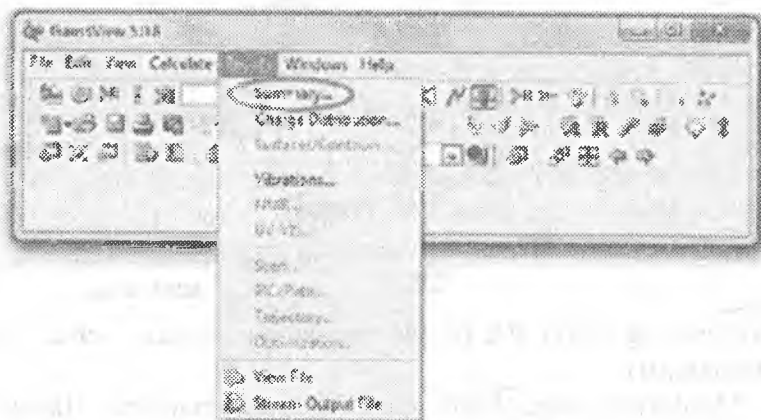 GaussView 5.0.8
File Edit View Calculate Results Windows Help
Summary...
Charge Distribution...
Surfaces/Contours...
Vibrations...
NMR...
UV-VIS...
Scan...
IRC/Path...
Trajectory...
Optimization...
View File
Stream Output File